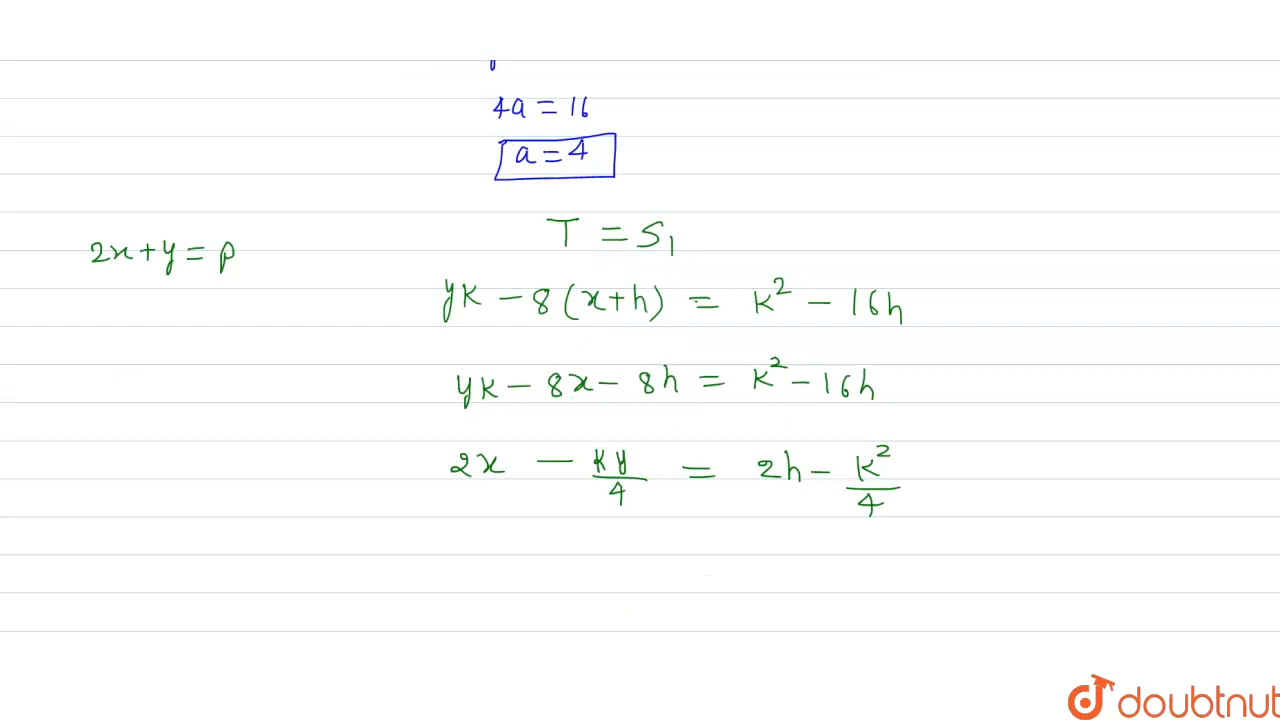 4a = 16
a = 4
T = S₁
2x + y = p
yk - 8(x+h) = k² - 16h
yk - 8x - 8h = k² - 16h
2x - ky/4 = 2h - k²/4
doubtnut